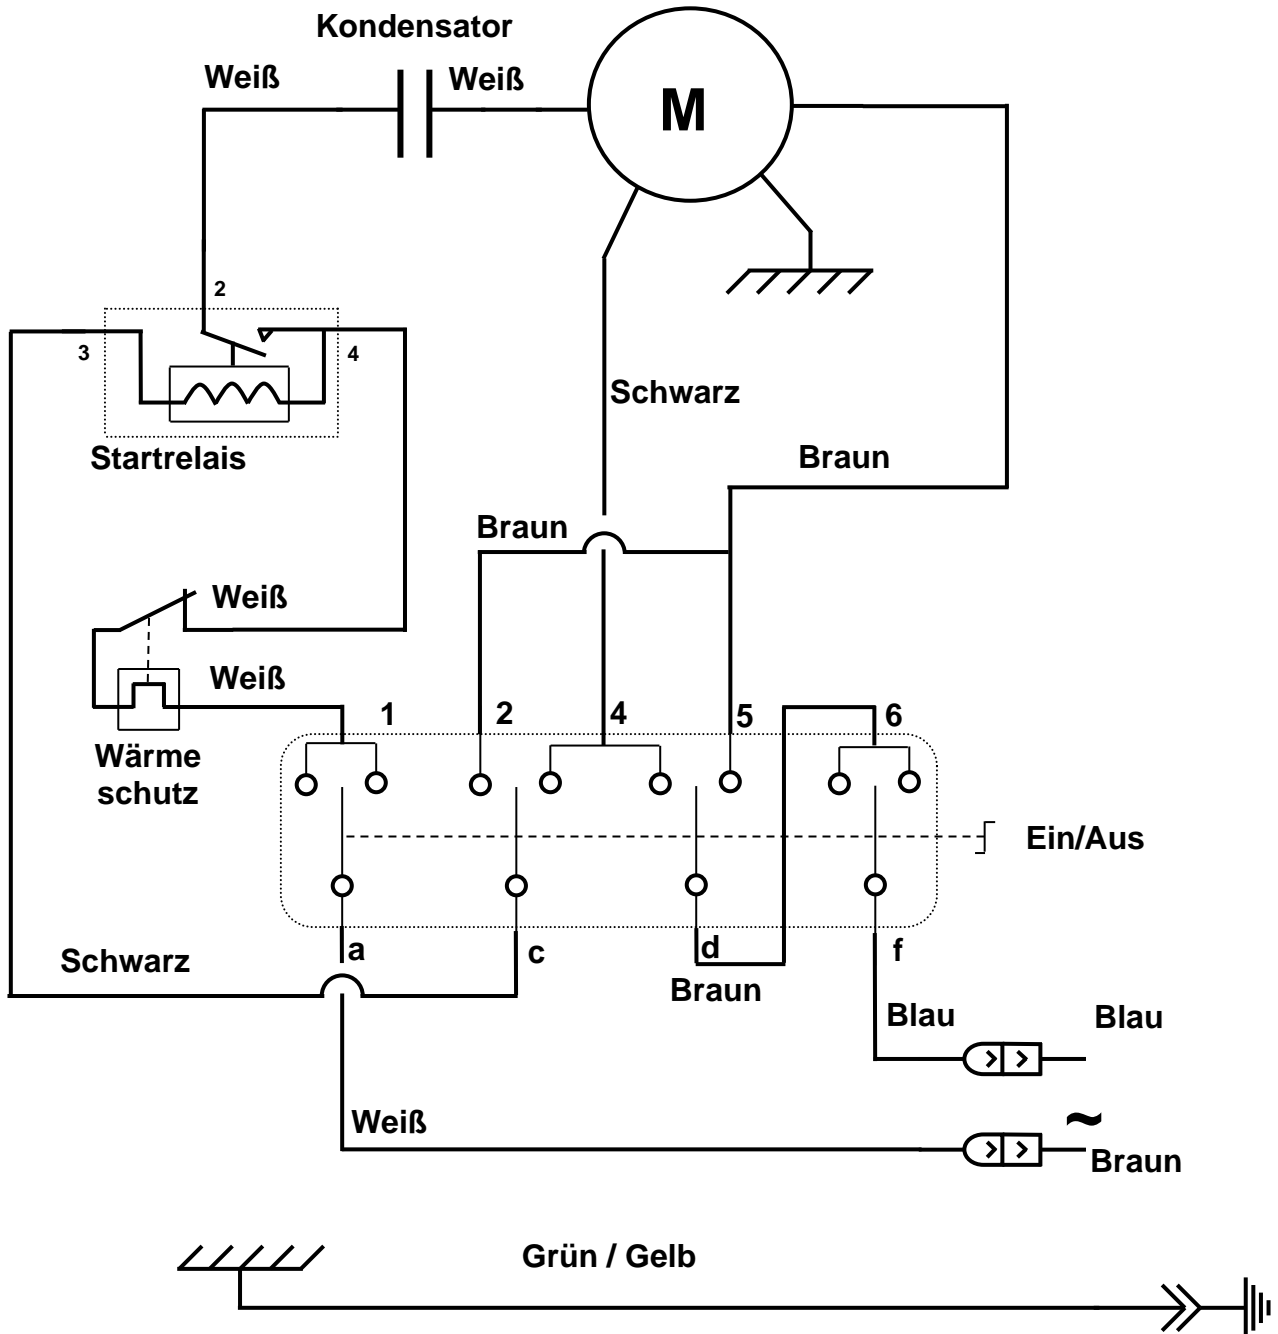 Kondensator
Weiß
Weiß
M
2
3
4
Startrelais
Schwarz
Braun
Braun
Weiß
Weiß
Wärme
schutz
1
2
4
5
6
Ein/Aus
a
c
d
f
Schwarz
Braun
Blau
Blau
Weiß
~
Braun
Grün / Gelb